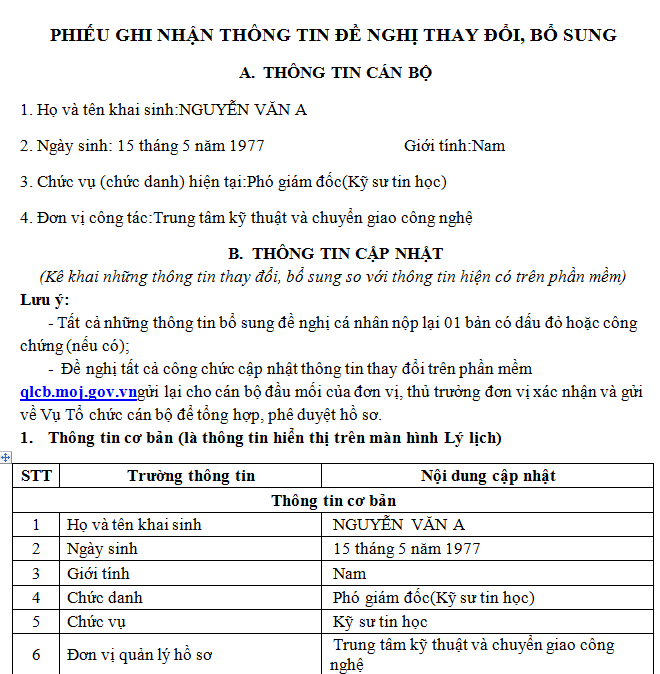 PHIẾU GHI NHẬN THÔNG TIN ĐỀ NGHỊ THAY ĐỔI, BỔ SUNG
A. THÔNG TIN CÁN BỘ
1. Họ và tên khai sinh:NGUYỄN VĂN A
2. Ngày sinh: 15 tháng 5 năm 1977 Giới tính:Nam
3. Chức vụ (chức danh) hiện tại:Phó giám đốc(Kỹ sư tin học)
4. Đơn vị công tác:Trung tâm kỹ thuật và chuyển giao công nghệ
B. THÔNG TIN CẬP NHẬT
(Kê khai những thông tin thay đổi, bổ sung so với thông tin hiện có trên phần mềm)
Lưu ý:
- Tất cả những thông tin bổ sung đề nghị cá nhân nộp lại 01 bản có dấu đỏ hoặc công
chứng (nếu có);
- Đề nghị tất cả công chức cập nhật thông tin thay đổi trên phần mềm
qlcb.moj.gov.vngửi lại cho cán bộ đầu mối của đơn vị, thủ trưởng đơn vị xác nhận và gửi
về Vụ Tổ chức cán bộ để tổng hợp, phê duyệt hồ sơ.
1. Thông tin cơ bản (là thông tin hiển thị trên màn hình Lý lịch)
STT Trường thông tin Nội dung cập nhật
Thông tin cơ bản
1 Họ và tên khai sinh NGUYỄN VĂN A
2 Ngày sinh 15 tháng 5 năm 1977
3 Giới tính Nam
4 Chức danh Phó giám đốc(Kỹ sư tin học)
5 Chức vụ Kỹ sư tin học
6 Đơn vị quản lý hồ sơ Trung tâm kỹ thuật và chuyển giao công
nghệ